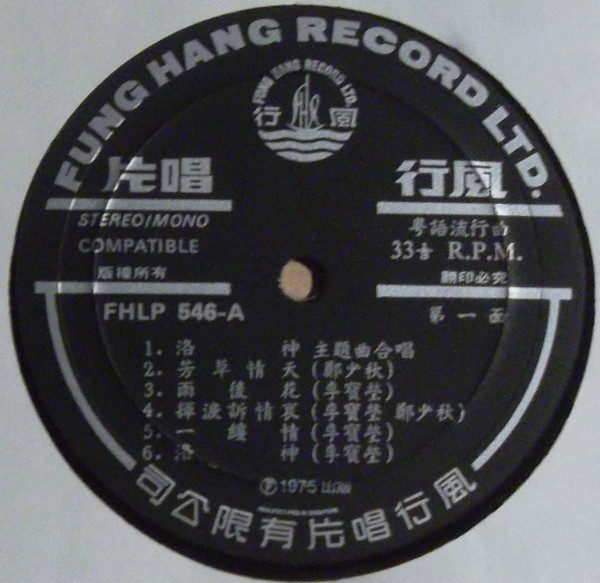 FUNG HANG RECORD LTD.
FUNG HANG RECORD LTD.
FHR
風行
風行唱片
STEREO/MONO
COMPATIBLE
版權所有
粵語流行曲
33⅓ R.P.M.
翻印必究
FHLP 546-A
第一面
1. 洛神 主題曲合唱
2. 芳草情天 (鄭少秋)
3. 雨後花 (李寶瑩)
4. 揮淚訴情衷 (李寶瑩 鄭少秋)
5. 一縷情 (李寶瑩)
6. 洛神 (李寶瑩)
Ⓟ 1975 出版
風行唱片有限公司